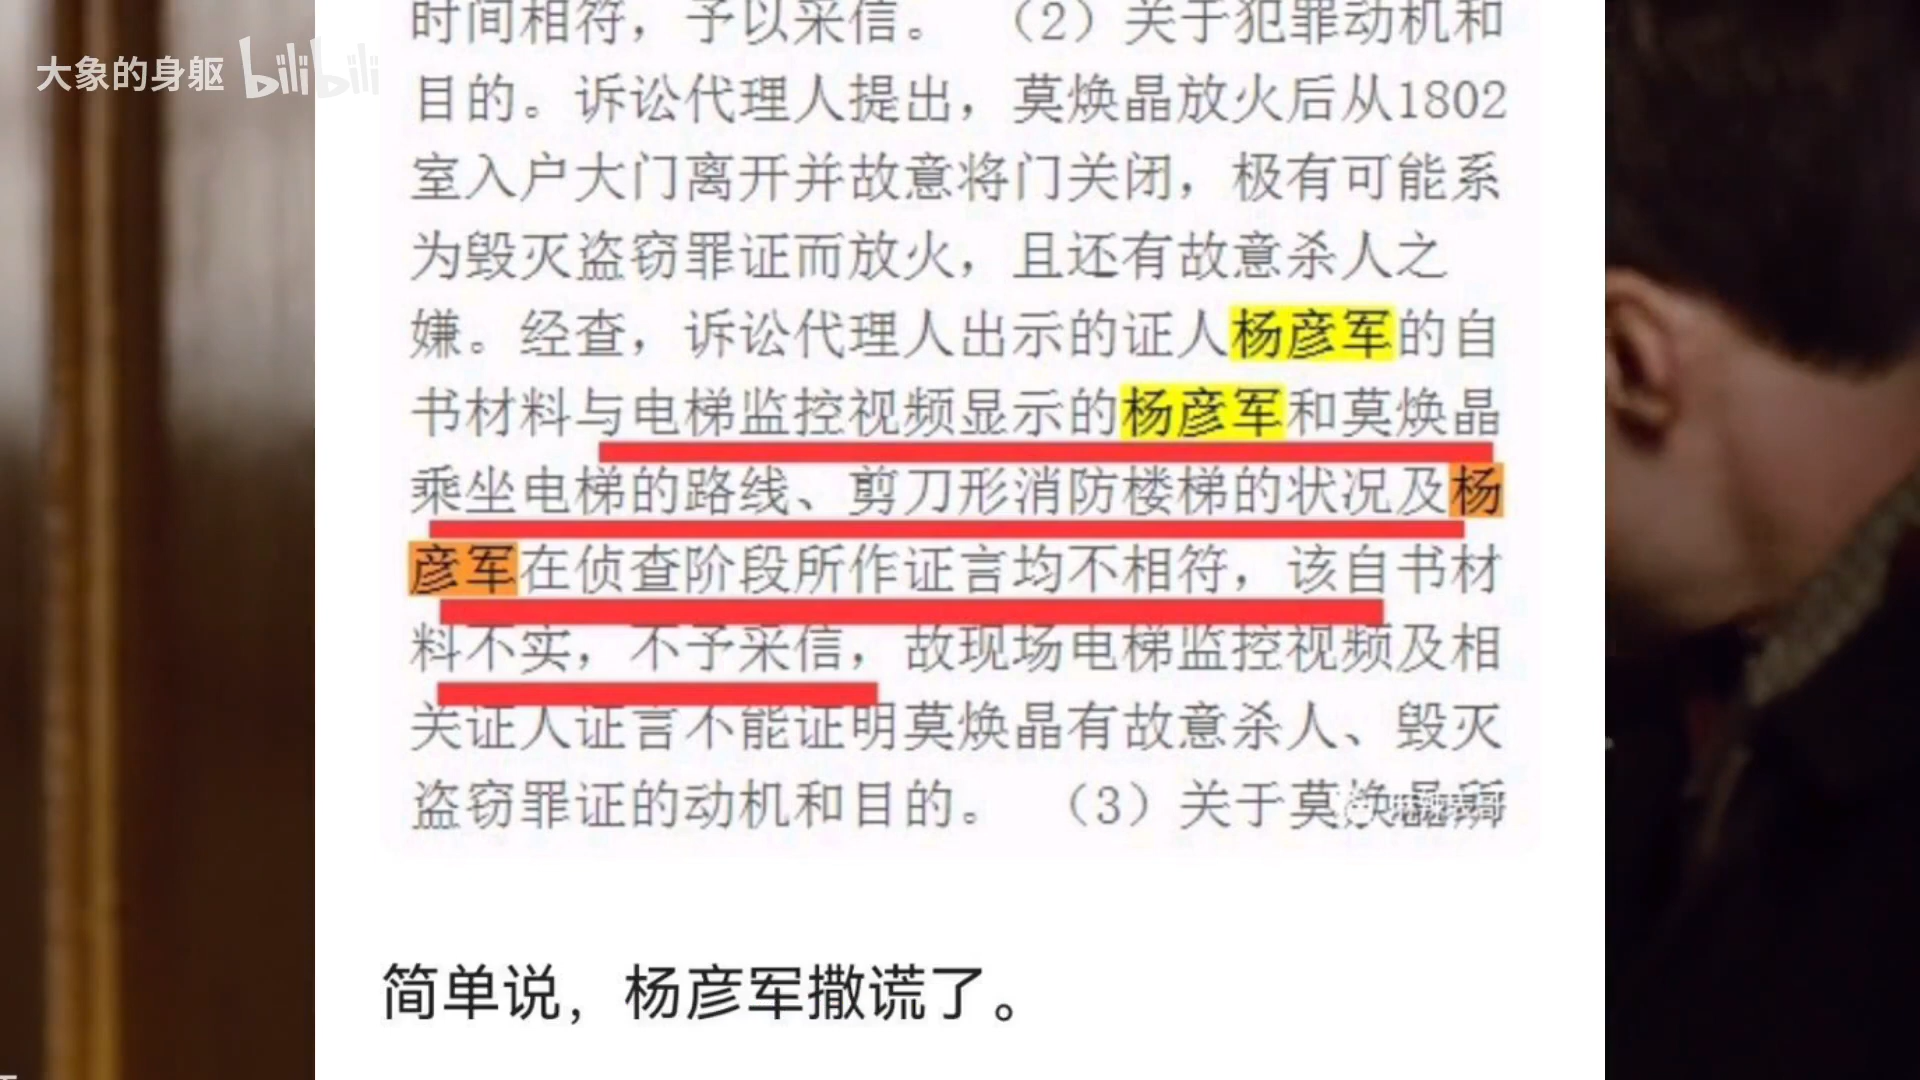 大象的身躯 bilibili
时间相符，予以采信。 （2）关于犯罪动机和
目的。诉讼代理人提出，莫焕晶放火后从1802
室入户大门离开并故意将门关闭，极有可能系
为毁灭盗窃罪证而放火，且还有故意杀人之
嫌。经查，诉讼代理人出示的证人杨彦军的自
书材料与电梯监控视频显示的杨彦军和莫焕晶
乘坐电梯的路线、剪刀形消防楼梯的状况及杨
彦军在侦查阶段所作证言均不相符，该自书材
料不实，不予采信，故现场电梯监控视频及相
关证人证言不能证明莫焕晶有故意杀人、毁灭
盗窃罪证的动机和目的。 （3）关于莫焕晶所
简单说，杨彦军撒谎了。